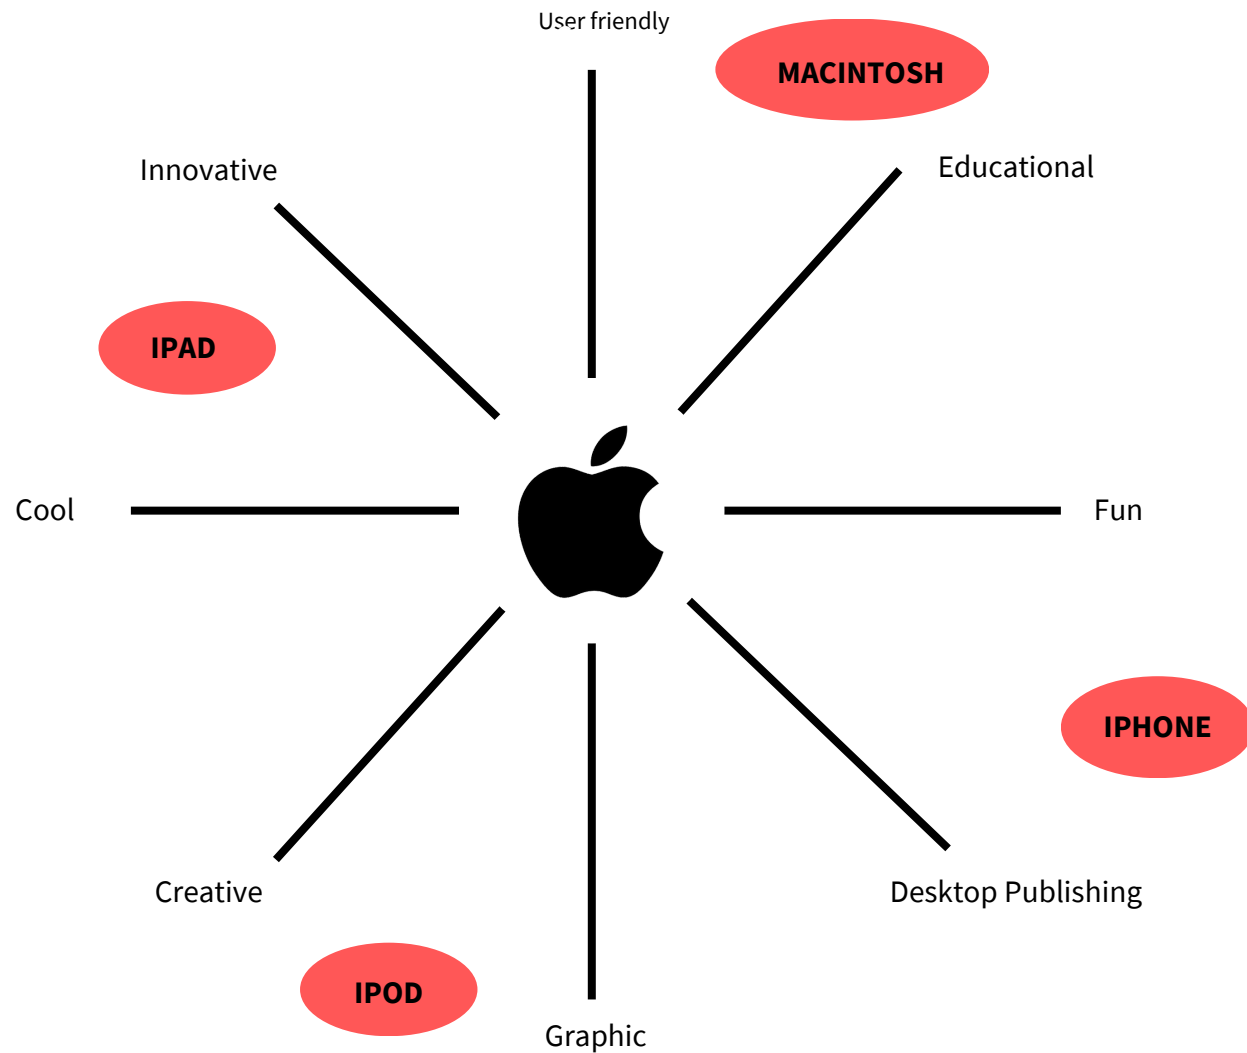 User friendly
MACINTOSH
Innovative
Educational
IPAD
Cool
Fun
IPHONE
Creative
Desktop Publishing
IPOD
Graphic